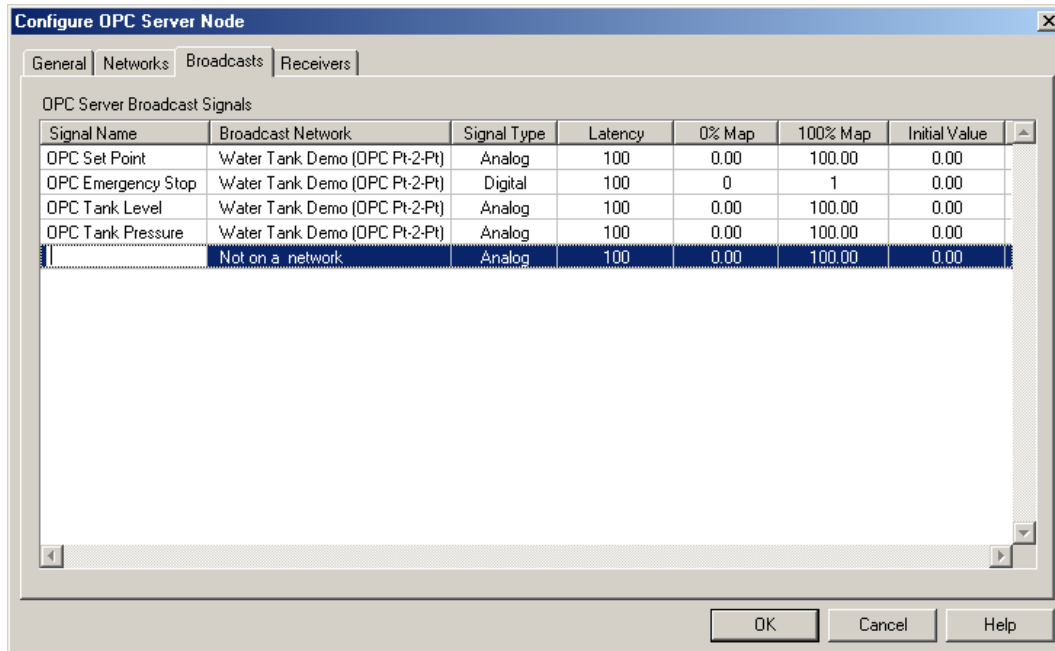 Configure OPC Server Node
General Networks Broadcasts Receivers
OPC Server Broadcast Signals
Signal Name Broadcast Network Signal Type Latency 0% Map 100% Map Initial Value
OPC Set Point Water Tank Demo (OPC Pt-2-Pt) Analog 100 0.00 100.00 0.00
OPC Emergency Stop Water Tank Demo (OPC Pt-2-Pt) Digital 100 0 1 0.00
OPC Tank Level Water Tank Demo (OPC Pt-2-Pt) Analog 100 0.00 100.00 0.00
OPC Tank Pressure Water Tank Demo (OPC Pt-2-Pt) Analog 100 0.00 100.00 0.00
Not on a network Analog 100 0.00 100.00 0.00
OK Cancel Help